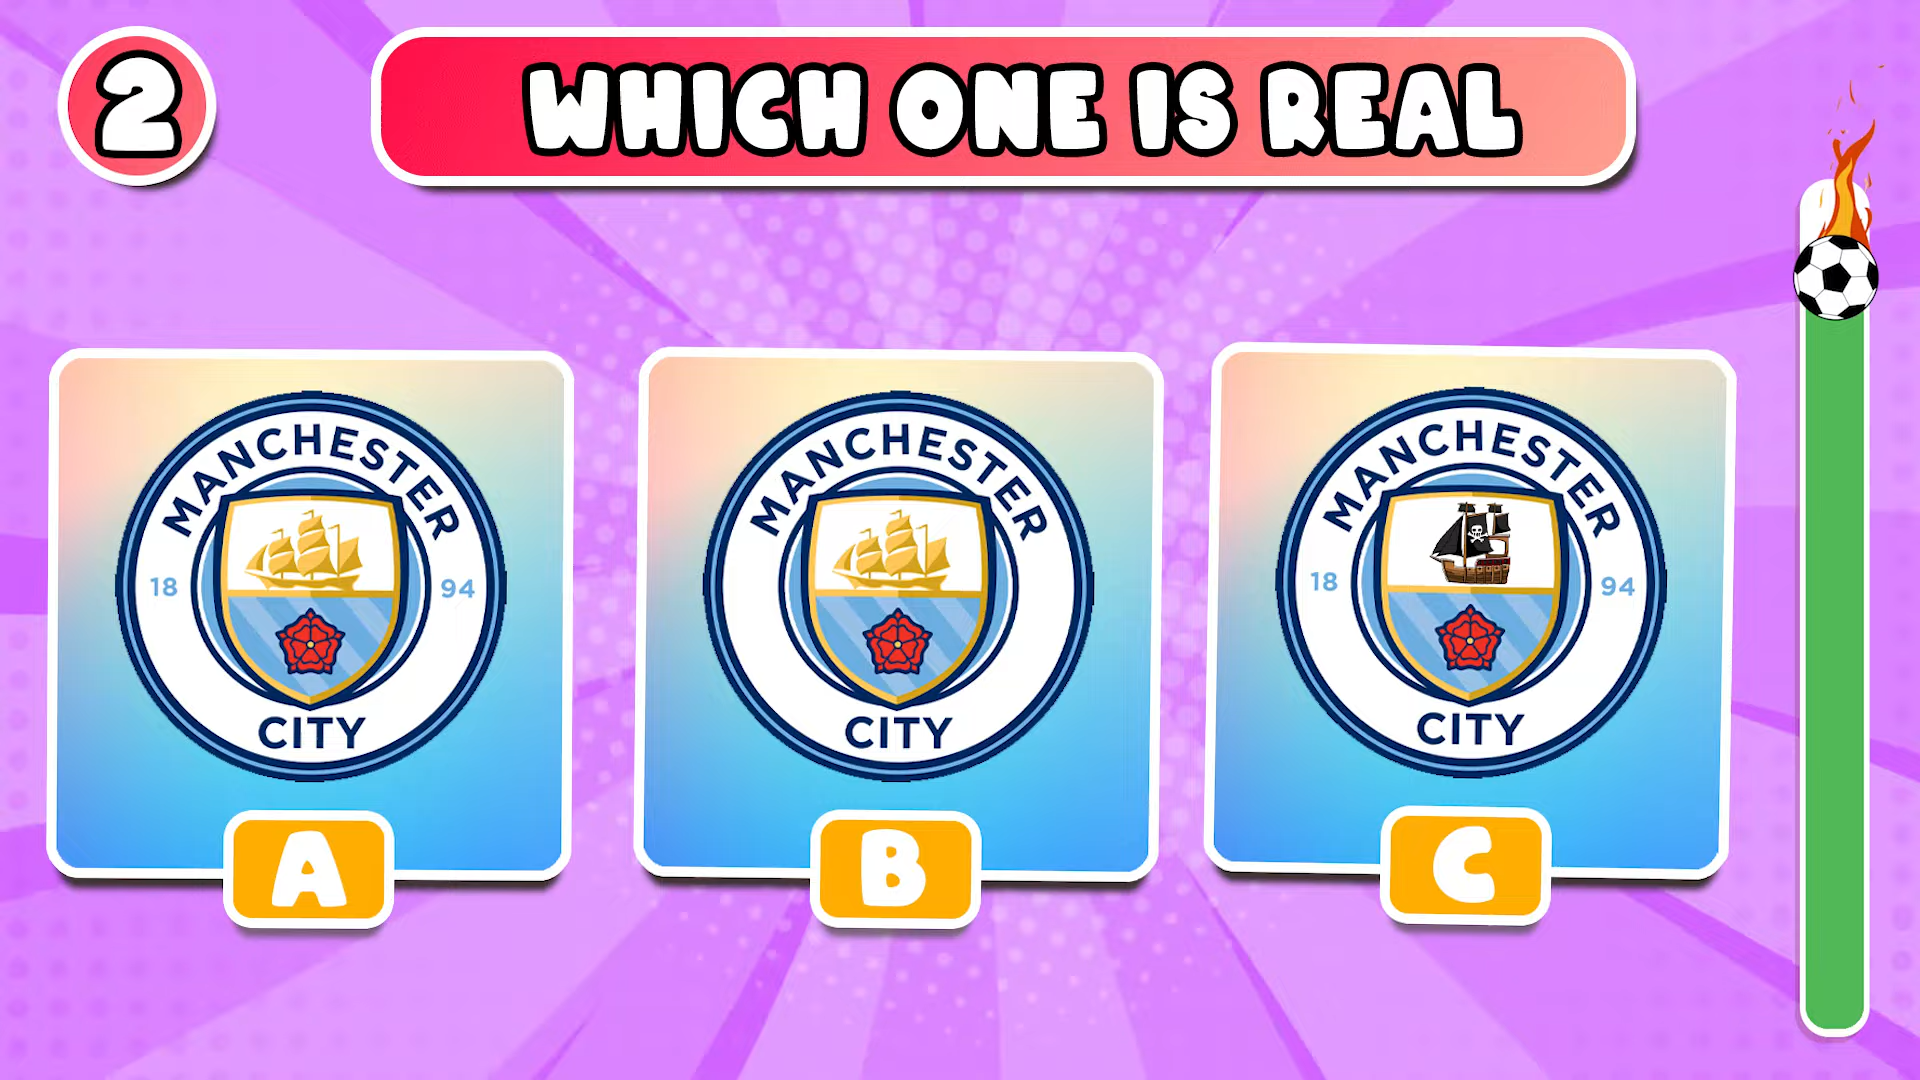 2
WHICH ONE IS REAL
MANCHESTER
18 94
CITY
MANCHESTER
CITY
MANCHESTER
18 94
CITY
A
B
C